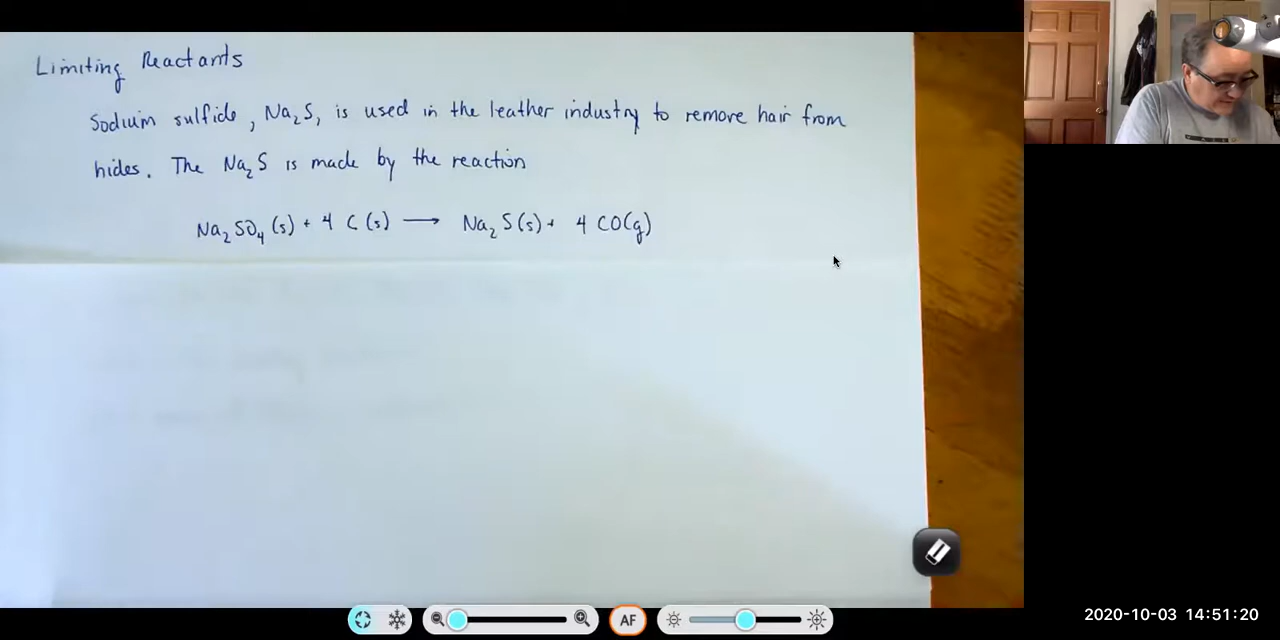 Limiting Reactants
Sodium sulfide, Na₂S, is used in the leather industry to remove hair from
hides. The Na₂S is made by the reaction
Na₂SO₄(s) + 4 C(s) → Na₂S(s) + 4 CO(g)
AF
2020-10-03 14:51:20